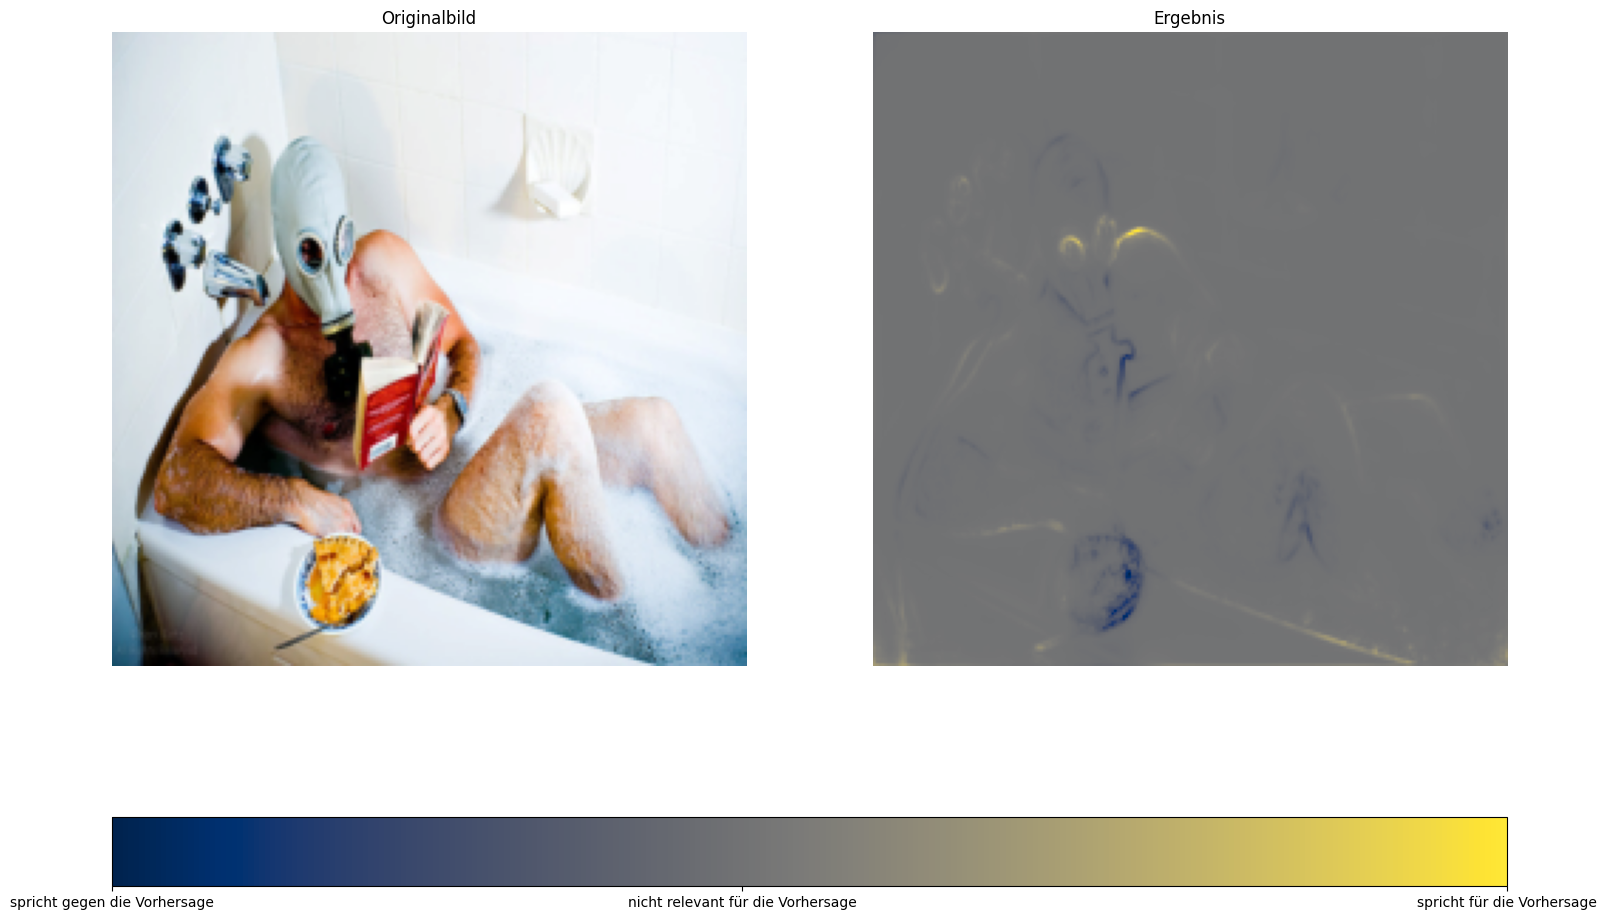 Originalbild
Ergebnis
spricht gegen die Vorhersage
nicht relevant für die Vorhersage
spricht für die Vorhersage